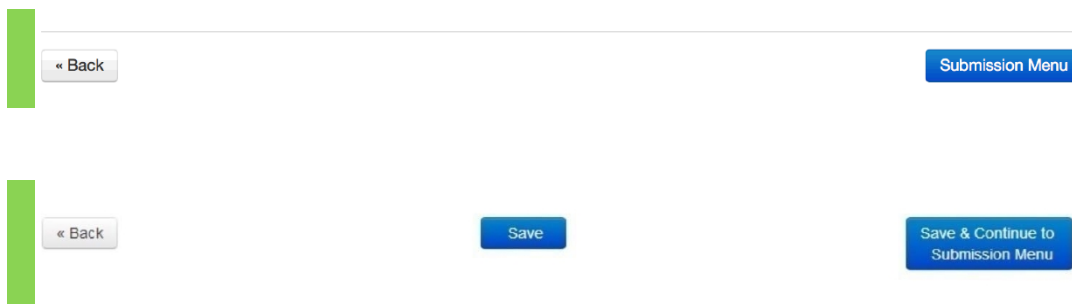 « Back
Submission Menu
« Back
Save
Save & Continue to
Submission Menu